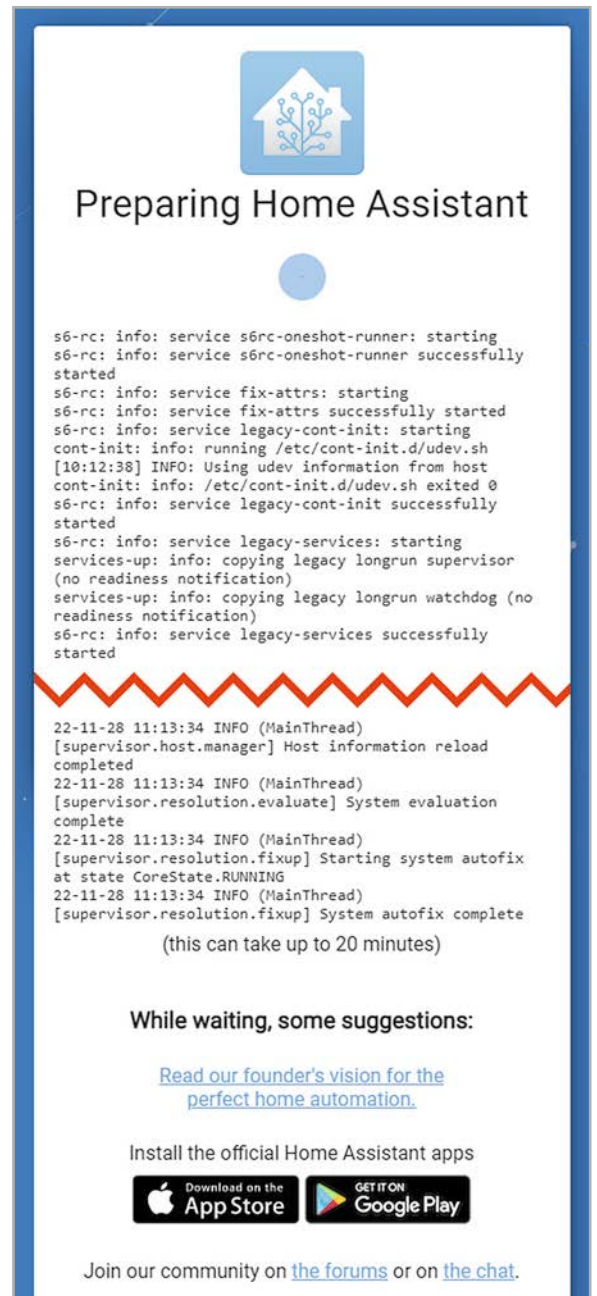 Preparing Home Assistant
s6-rc: info: service s6rc-oneshot-runner: starting
s6-rc: info: service s6rc-oneshot-runner successfully
started
s6-rc: info: service fix-attrs: starting
s6-rc: info: service fix-attrs successfully started
s6-rc: info: service legacy-cont-init: starting
cont-init: info: running /etc/cont-init.d/udev.sh
[10:12:38] INFO: Using udev information from host
cont-init: info: /etc/cont-init.d/udev.sh exited 0
s6-rc: info: service legacy-cont-init successfully
started
s6-rc: info: service legacy-services: starting
services-up: info: copying legacy longrun supervisor
(no readiness notification)
services-up: info: copying legacy longrun watchdog (no
readiness notification)
s6-rc: info: service legacy-services successfully
started
22-11-28 11:13:34 INFO (MainThread)
[supervisor.host.manager] Host information reload
completed
22-11-28 11:13:34 INFO (MainThread)
[supervisor.resolution.evaluate] System evaluation
complete
22-11-28 11:13:34 INFO (MainThread)
[supervisor.resolution.fixup] Starting system autofix
at state CoreState.RUNNING
22-11-28 11:13:34 INFO (MainThread)
[supervisor.resolution.fixup] System autofix complete
(this can take up to 20 minutes)
While waiting, some suggestions:
Read our founder's vision for the
perfect home automation.
Install the official Home Assistant apps
Download on the
App Store
GET IT ON
Google Play
Join our community on the forums or on the chat.